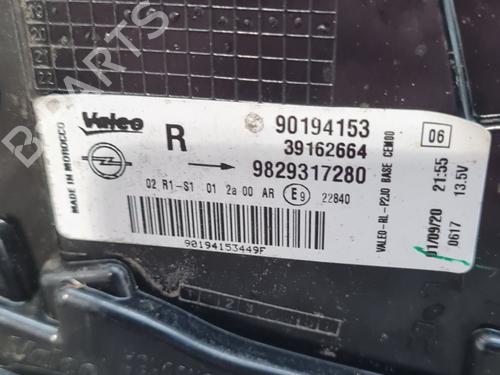 MADE IN MOROCCO
Valeo
R
90194153
39162664
9829317280
02 R1-S1 01 2a 00 AR E9 22840
90194153449F
VALEO-RL-P2JO BASE CEM00
06
01/09/20 21:55
0617 13.5V
B PARTS